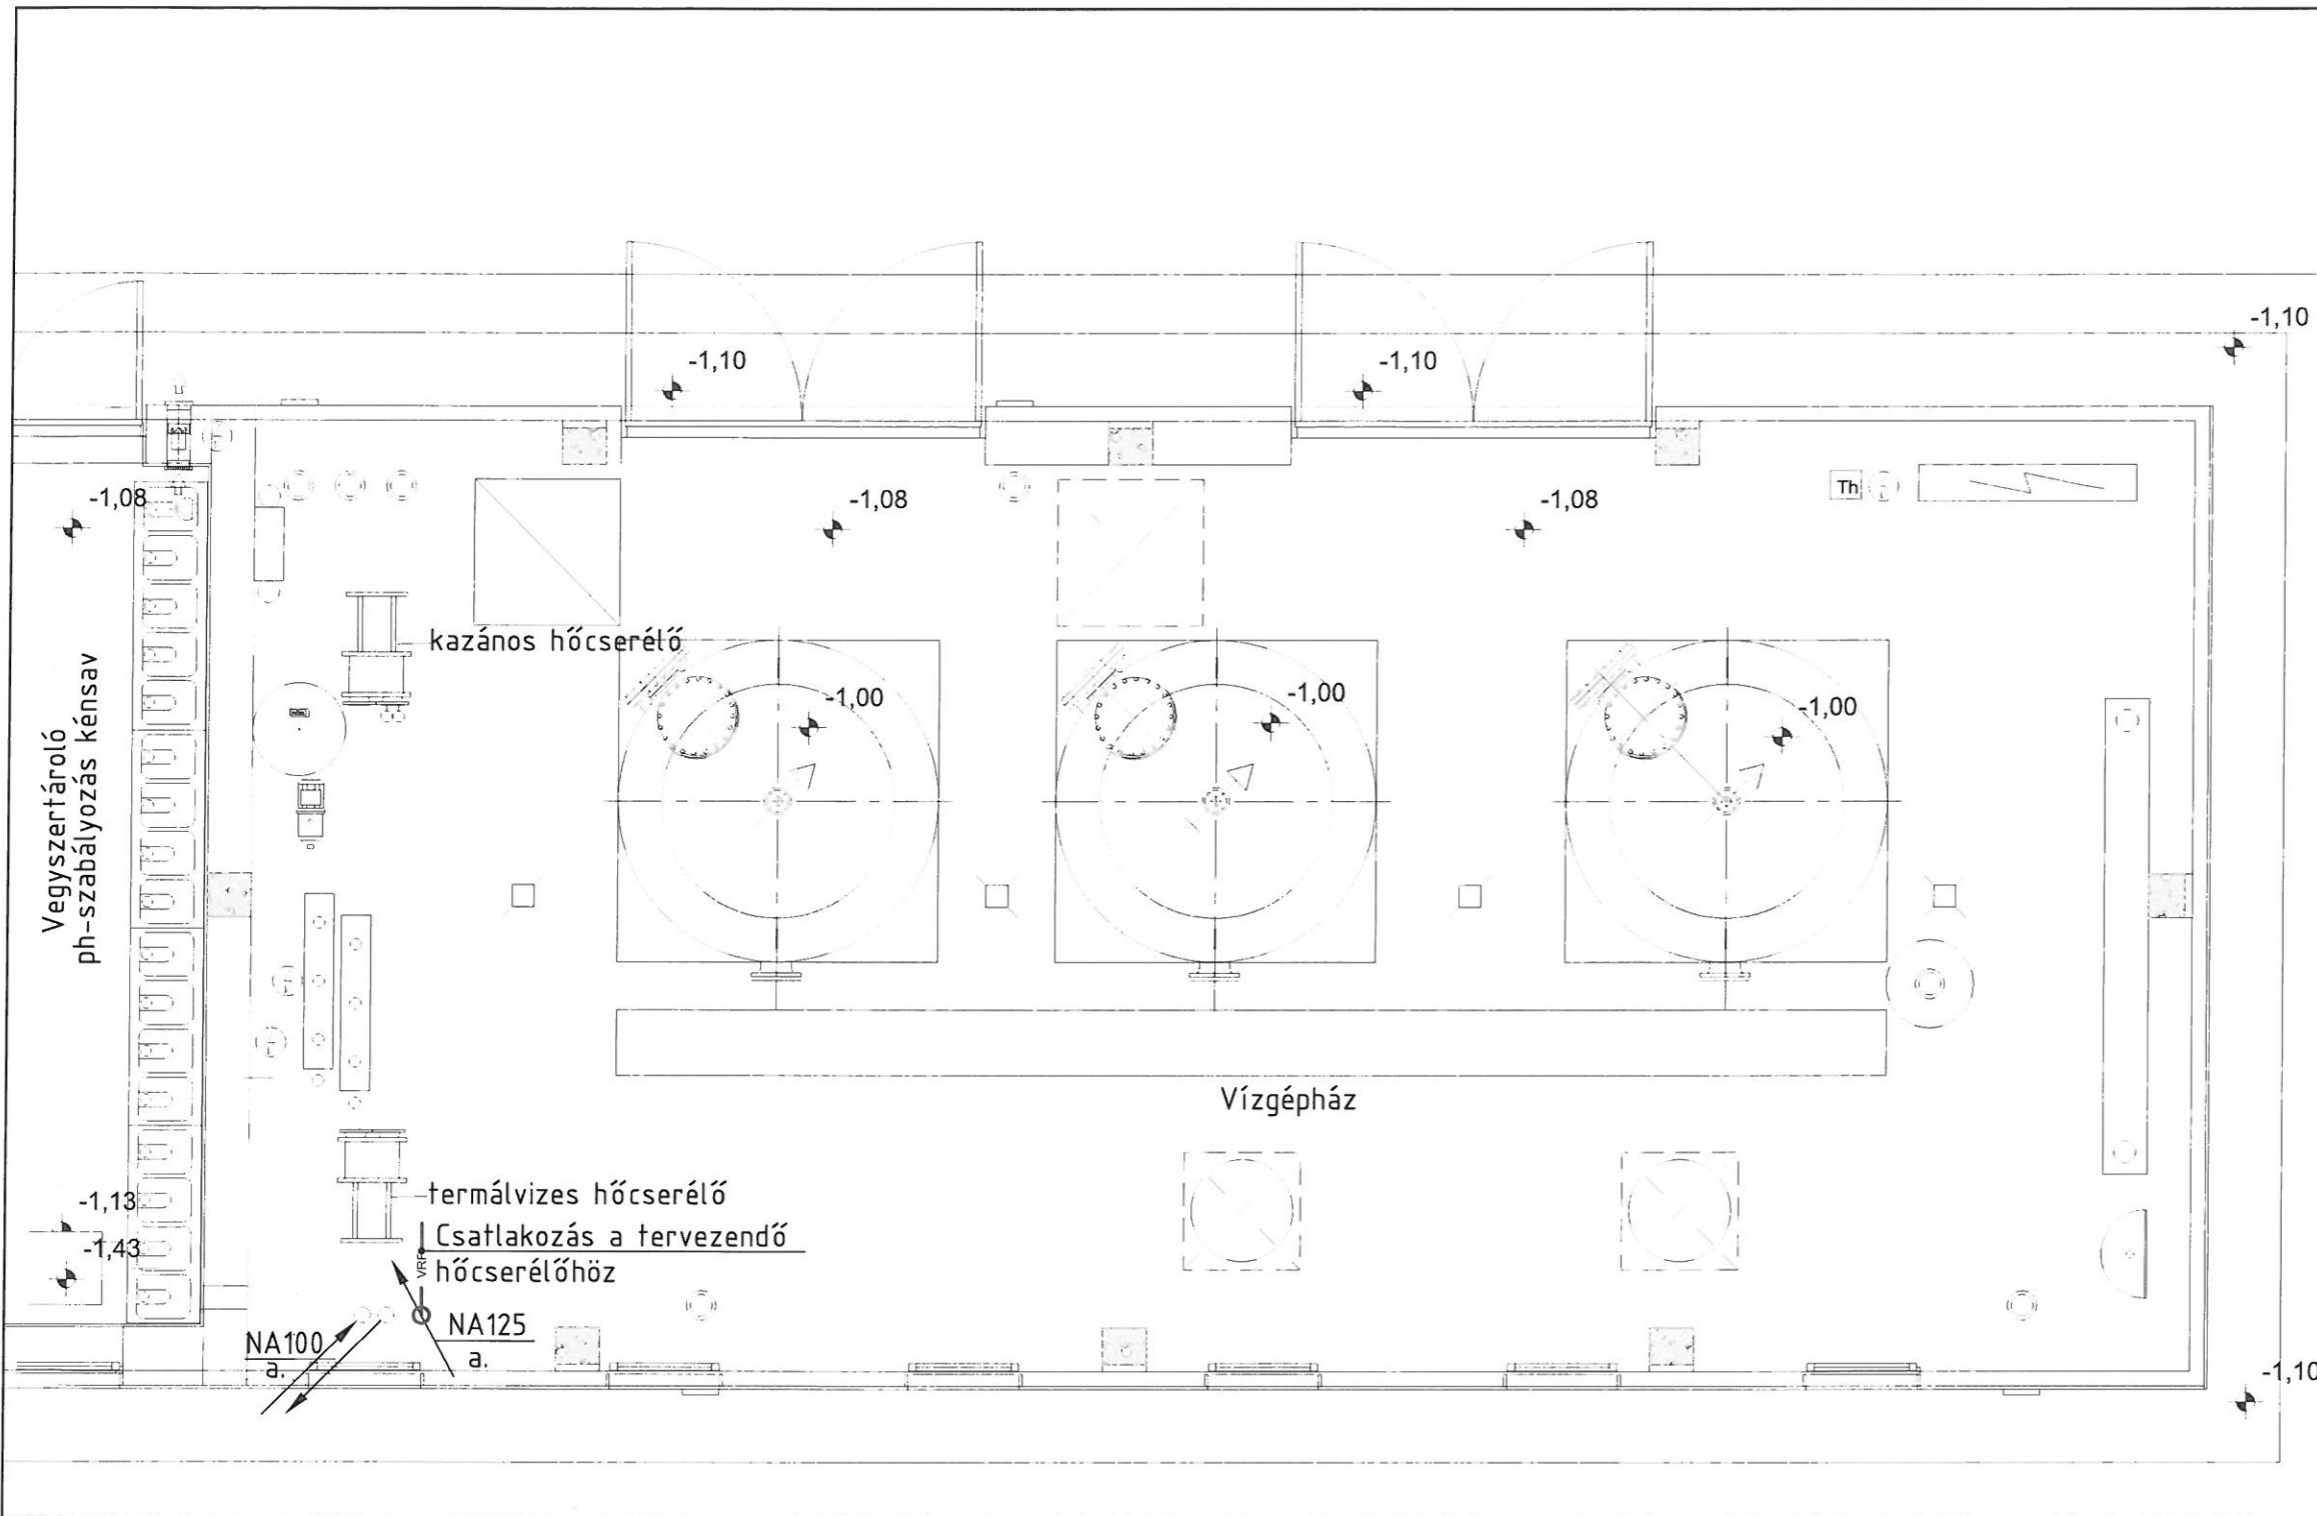 -1,10
-1,10
-1,10
-1,08
-1,08
-1,08
Th
kazános hőcserélő
-1,00
-1,00
-1,00
Vegyszertároló
ph-szabályozás kénsav
Vízgépház
termálvizes hőcserélő
-1,13
Csatlakozás a tervezendő
hőcserélőhöz
-1,43
VRF
NA100
a.
NA125
a.
-1,10